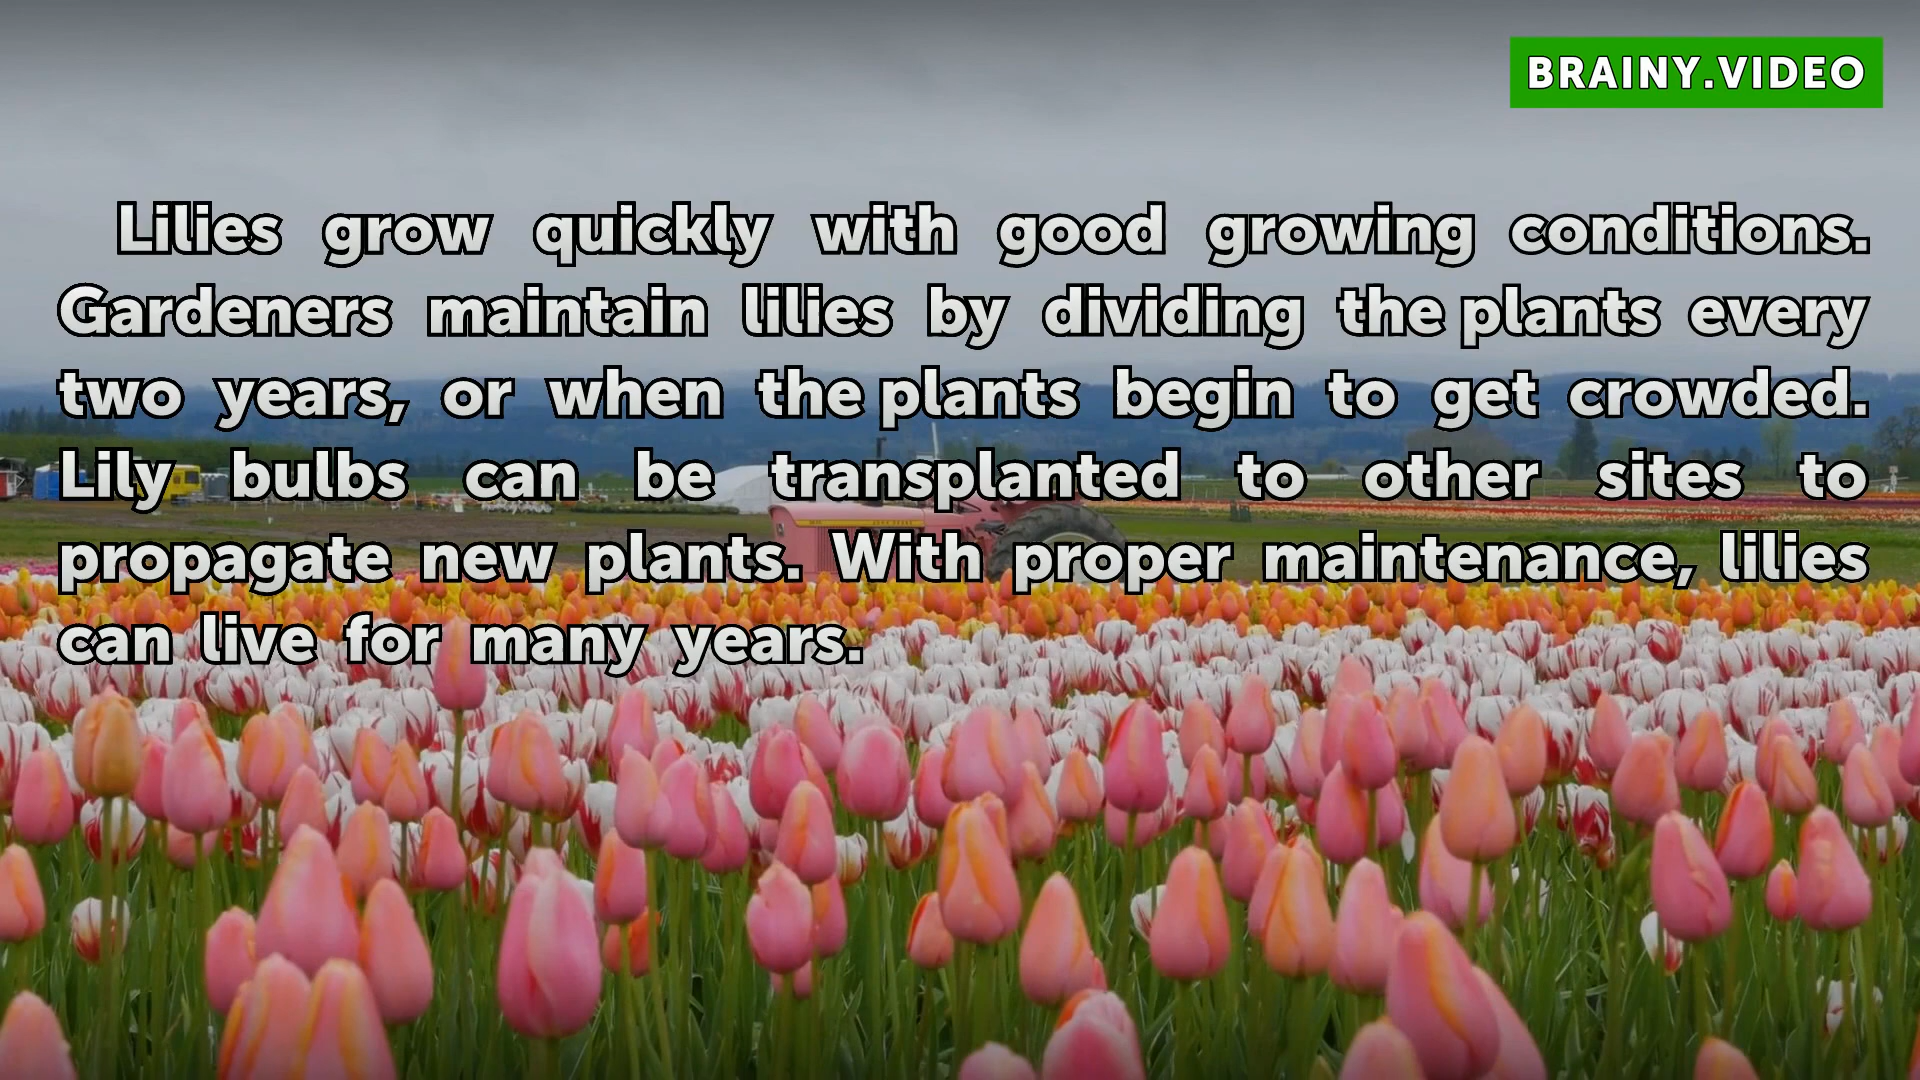 BRAINY.VIDEO
Lilies grow quickly with good growing conditions.
Gardeners maintain lilies by dividing the plants every
two years, or when the plants begin to get crowded.
Lily bulbs can be transplanted to other sites to
propagate new plants. With proper maintenance, lilies
can live for many years.